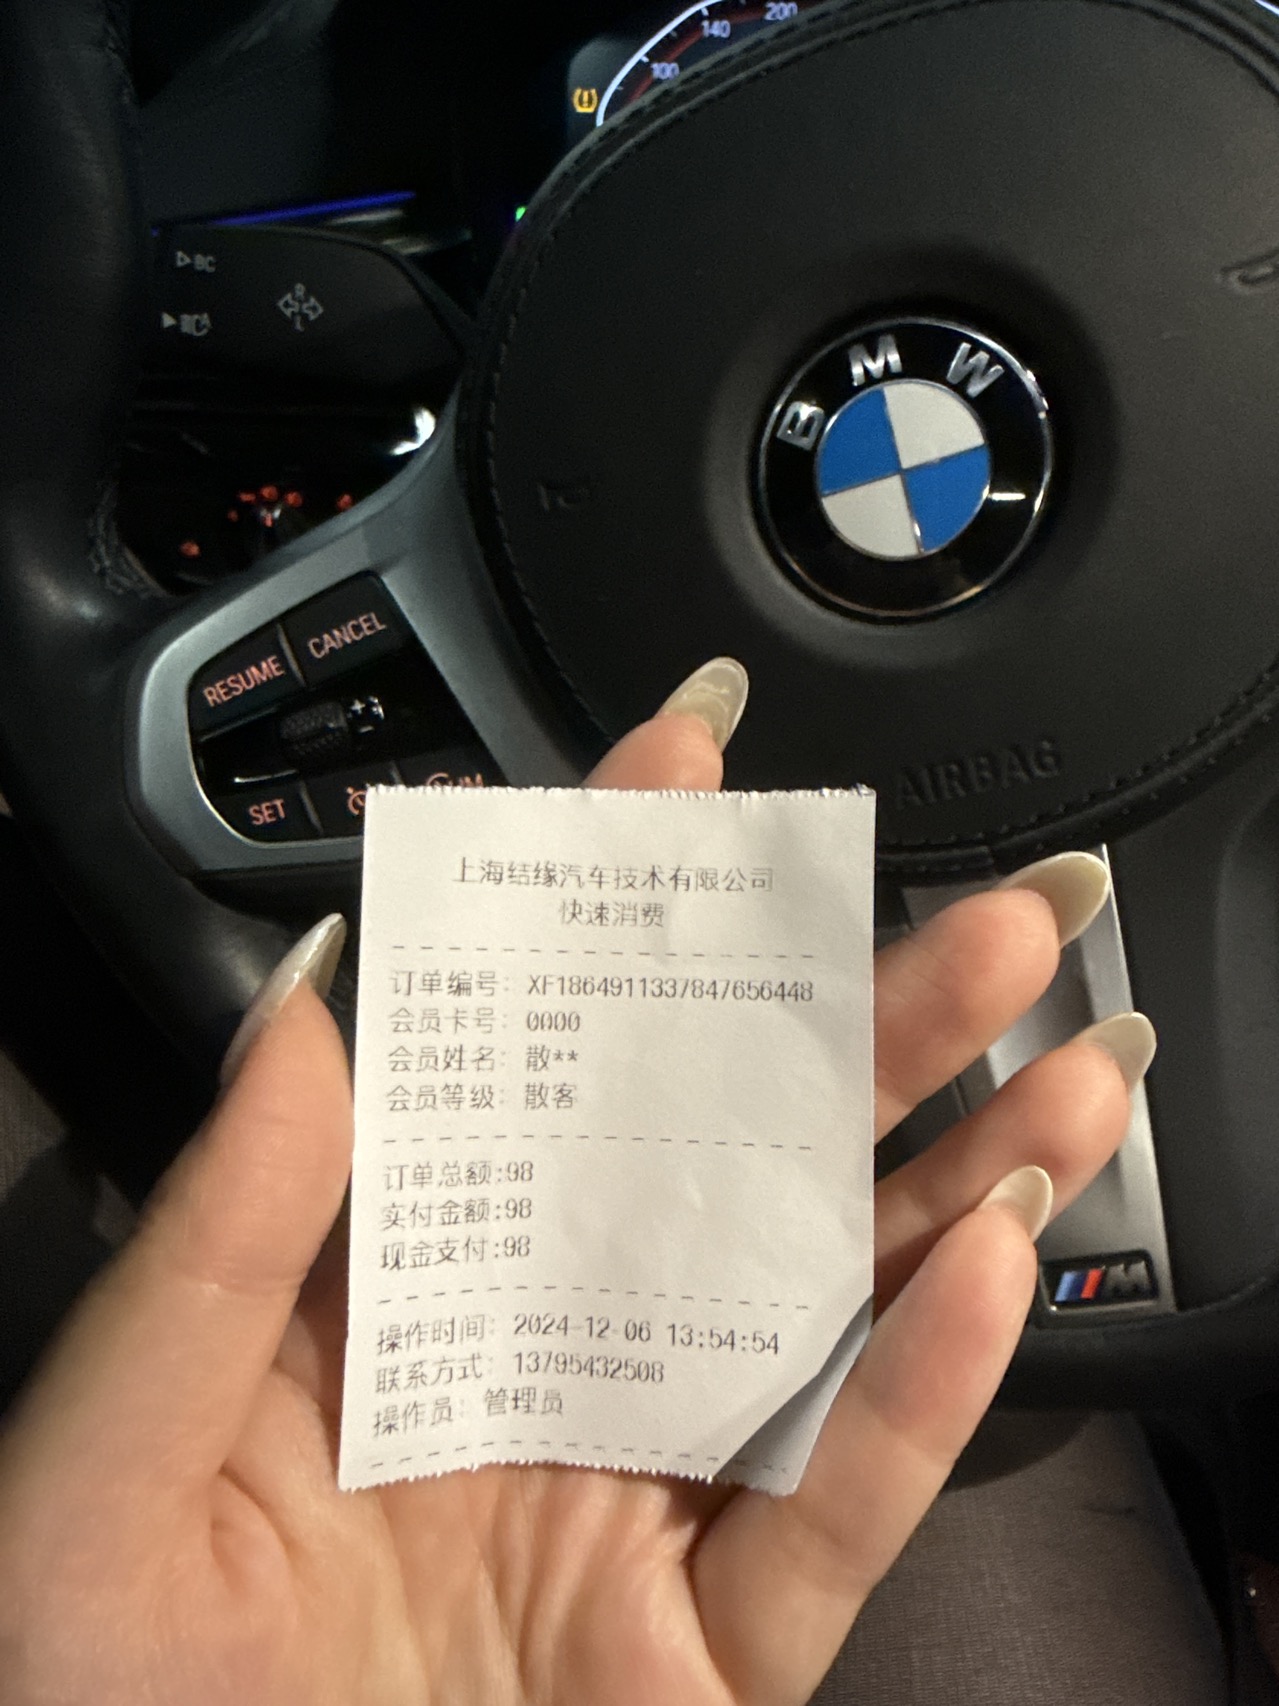 200
140
100
BC
R
L
BMW
RESUME
CANCEL
+
-
SET
AIRBAG
上海结缘汽车技术有限公司
快速消费
订单编号: XF1864911337847656448
会员卡号: 0000
会员姓名: 散**
会员等级: 散客
订单总额:98
实付金额:98
现金支付:98
操作时间: 2024-12-06 13:54:54
联系方式: 13795432508
操作员: 管理员
M